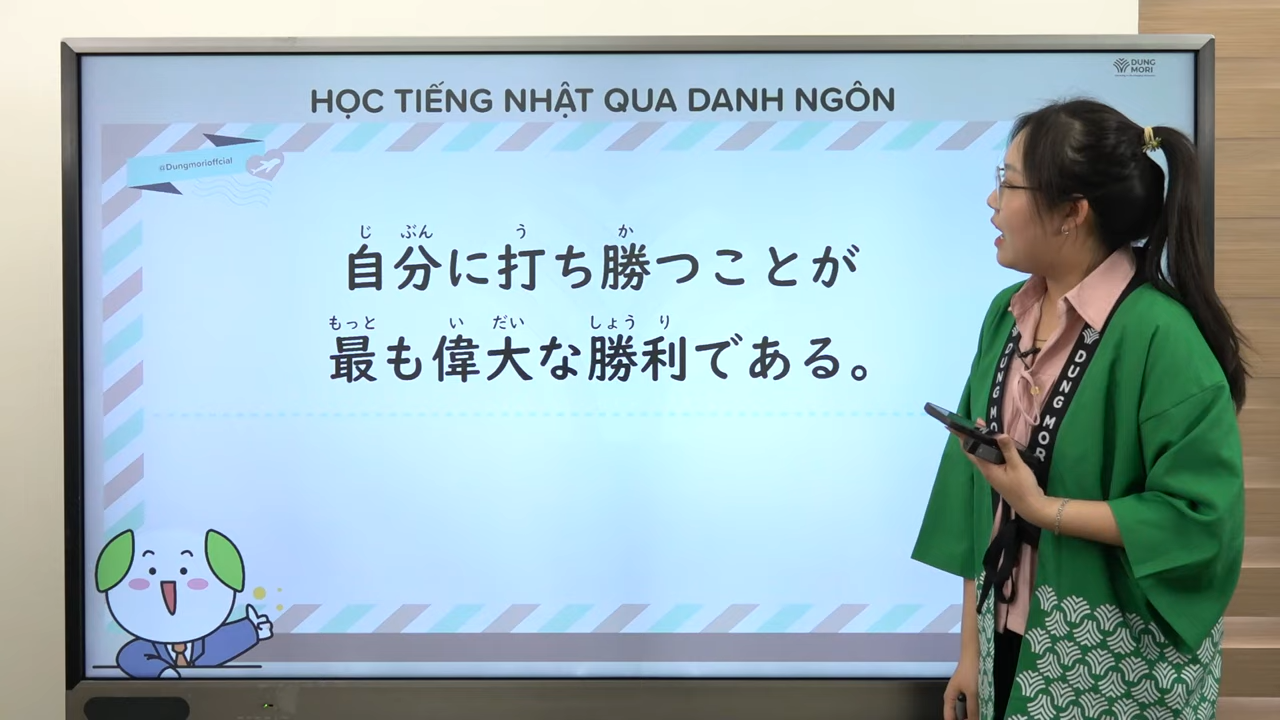 DUNG
MORI
HỌC TIẾNG NHẬT QUA DANH NGÔN
@Dungmorioffcial
じ ぶん う か
自分に打ち勝つことが
もっと い だい しょう り
最も偉大な勝利である。
DUNG MORI
DUNG MOR